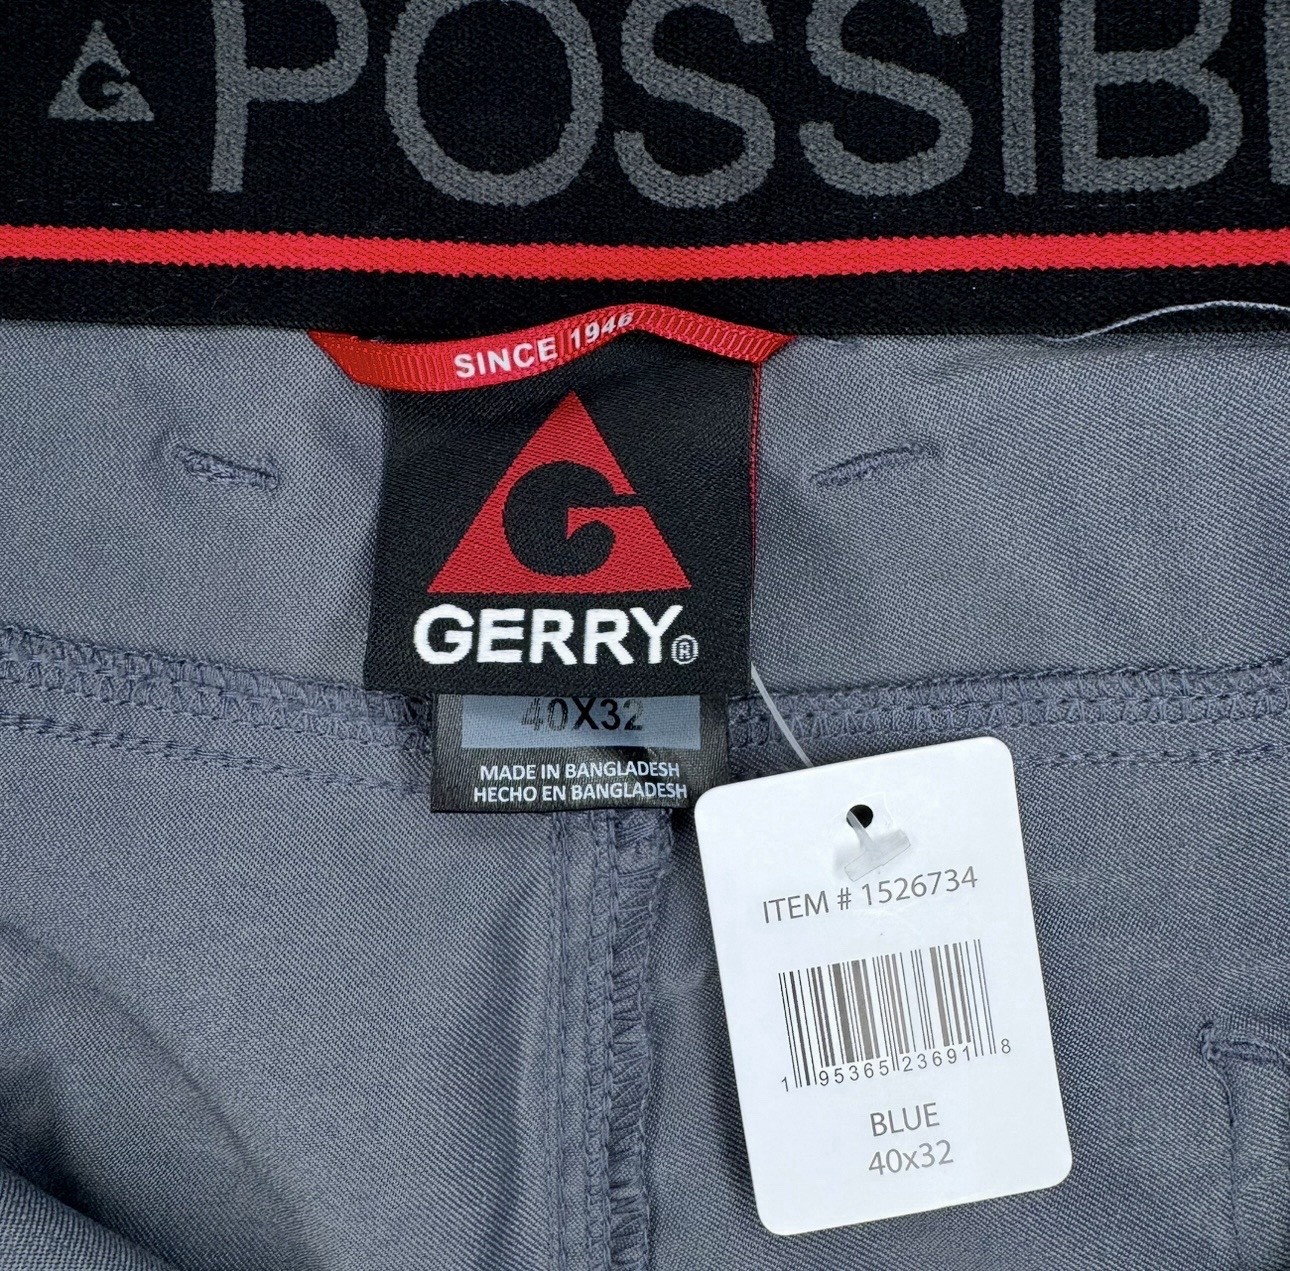 POSSIB
SINCE 1946
GERRY®
40X32
MADE IN BANGLADESH
HECHO EN BANGLADESH
ITEM # 1526734
1 95365 23691 8
BLUE
40x32